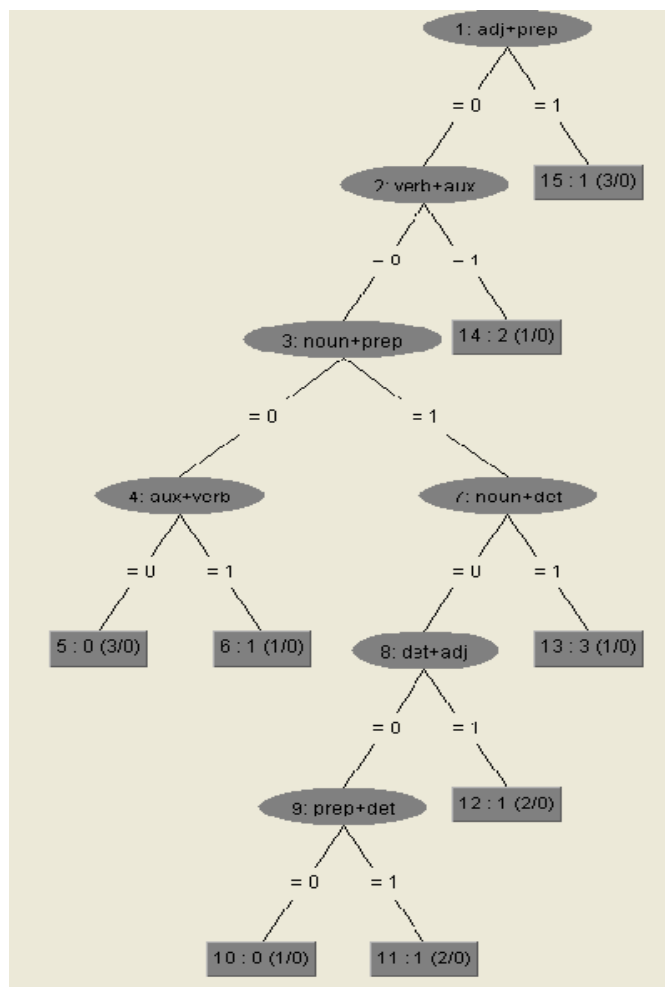 1: adj+prep
= 0 = 1
2: verb+aux 15 : 1 (3/0)
= 0 = 1
3: noun+prep 14 : 2 (1/0)
= 0 = 1
4: aux+verb 7: noun+det
= 0 = 1 = 0 = 1
5 : 0 (3/0) 6 : 1 (1/0) 8: det+adj 13 : 3 (1/0)
= 0 = 1
9: prep+det 12 : 1 (2/0)
= 0 = 1
10 : 0 (1/0) 11 : 1 (2/0)